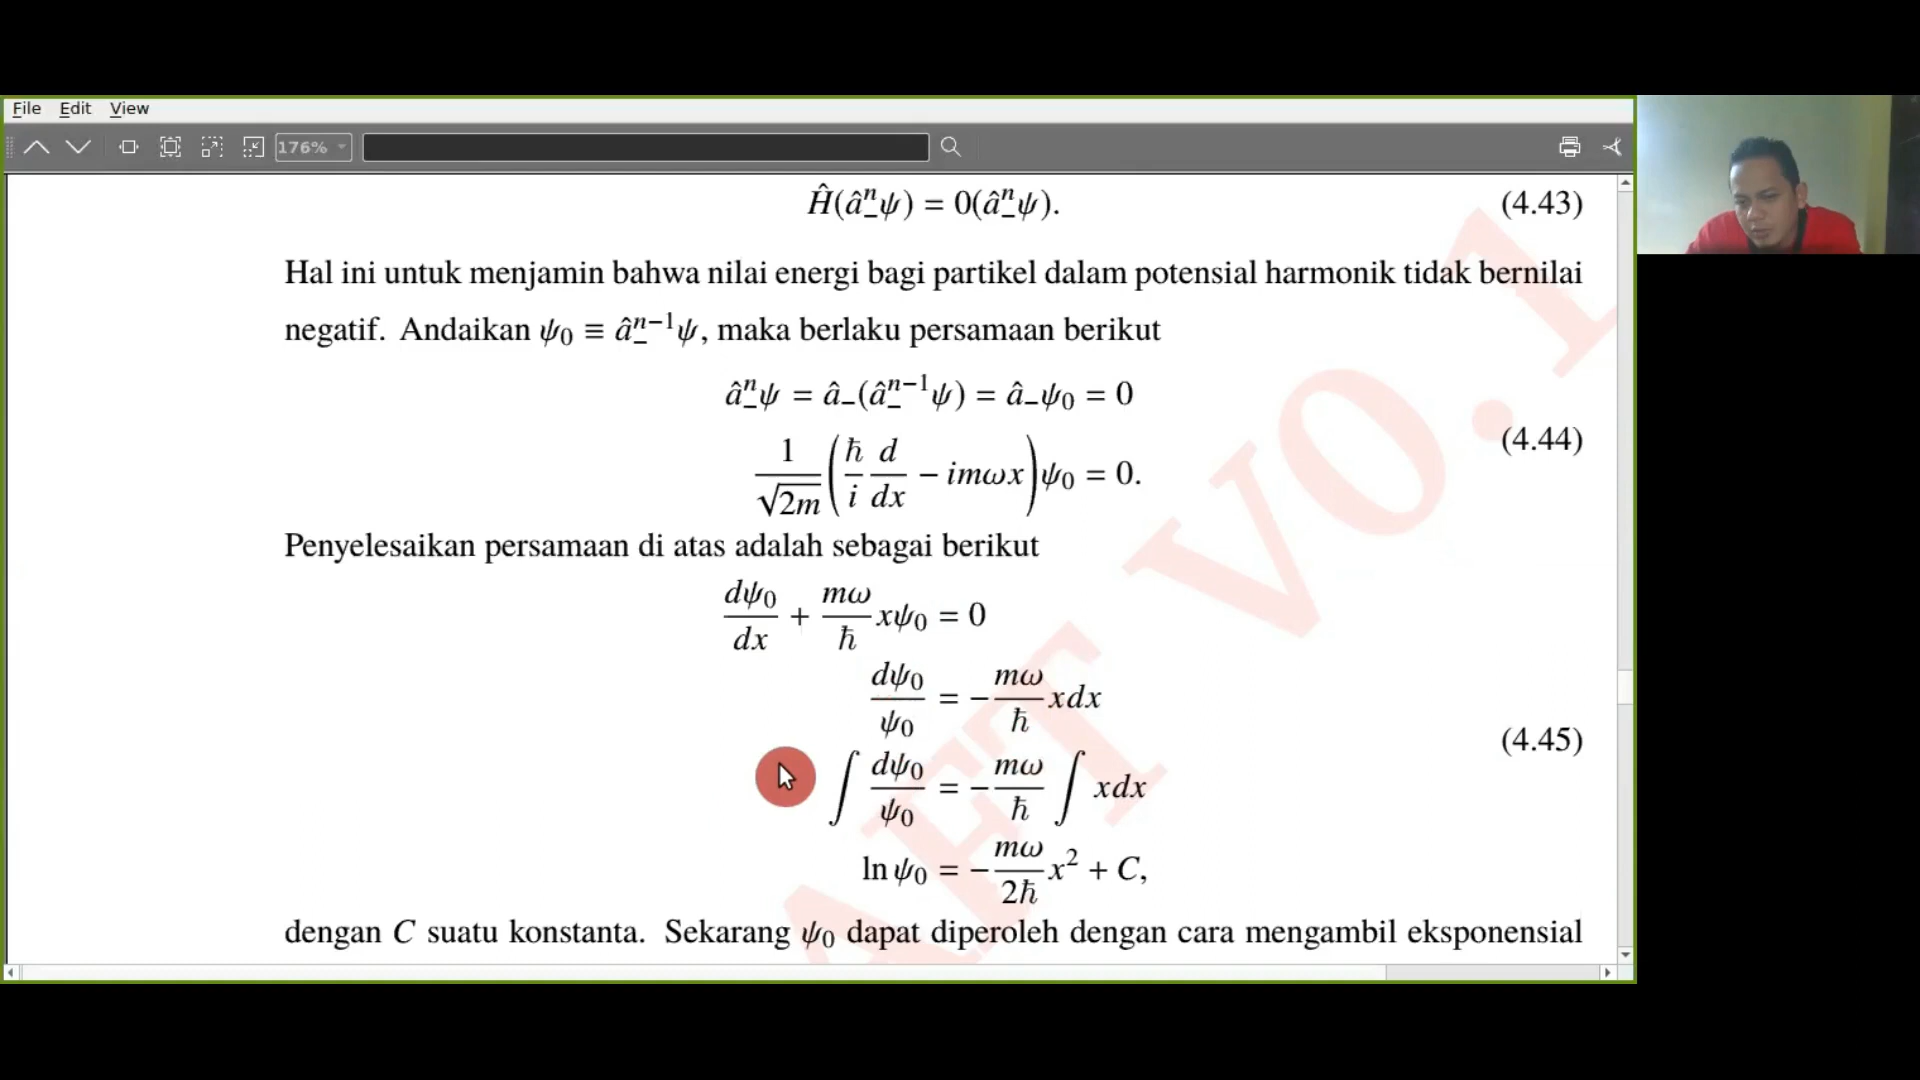 File Edit View
176%
Ĥ(â₋ⁿψ) = 0(â₋ⁿψ). (4.43)
Hal ini untuk menjamin bahwa nilai energi bagi partikel dalam potensial harmonik tidak bernilai
negatif. Andaikan ψ₀ ≡ â₋ⁿ⁻¹ψ, maka berlaku persamaan berikut
â₋ⁿψ = â₋(â₋ⁿ⁻¹ψ) = â₋ψ₀ = 0
1/√2m (ħ/i d/dx − imωx) ψ₀ = 0. (4.44)
Penyelesaikan persamaan di atas adalah sebagai berikut
dψ₀/dx + mω/ħ xψ₀ = 0
dψ₀/ψ₀ = − mω/ħ xdx
∫ dψ₀/ψ₀ = − mω/ħ ∫ xdx (4.45)
ln ψ₀ = − mω/2ħ x² + C,
dengan C suatu konstanta. Sekarang ψ₀ dapat diperoleh dengan cara mengambil eksponensial
AFT V0.1